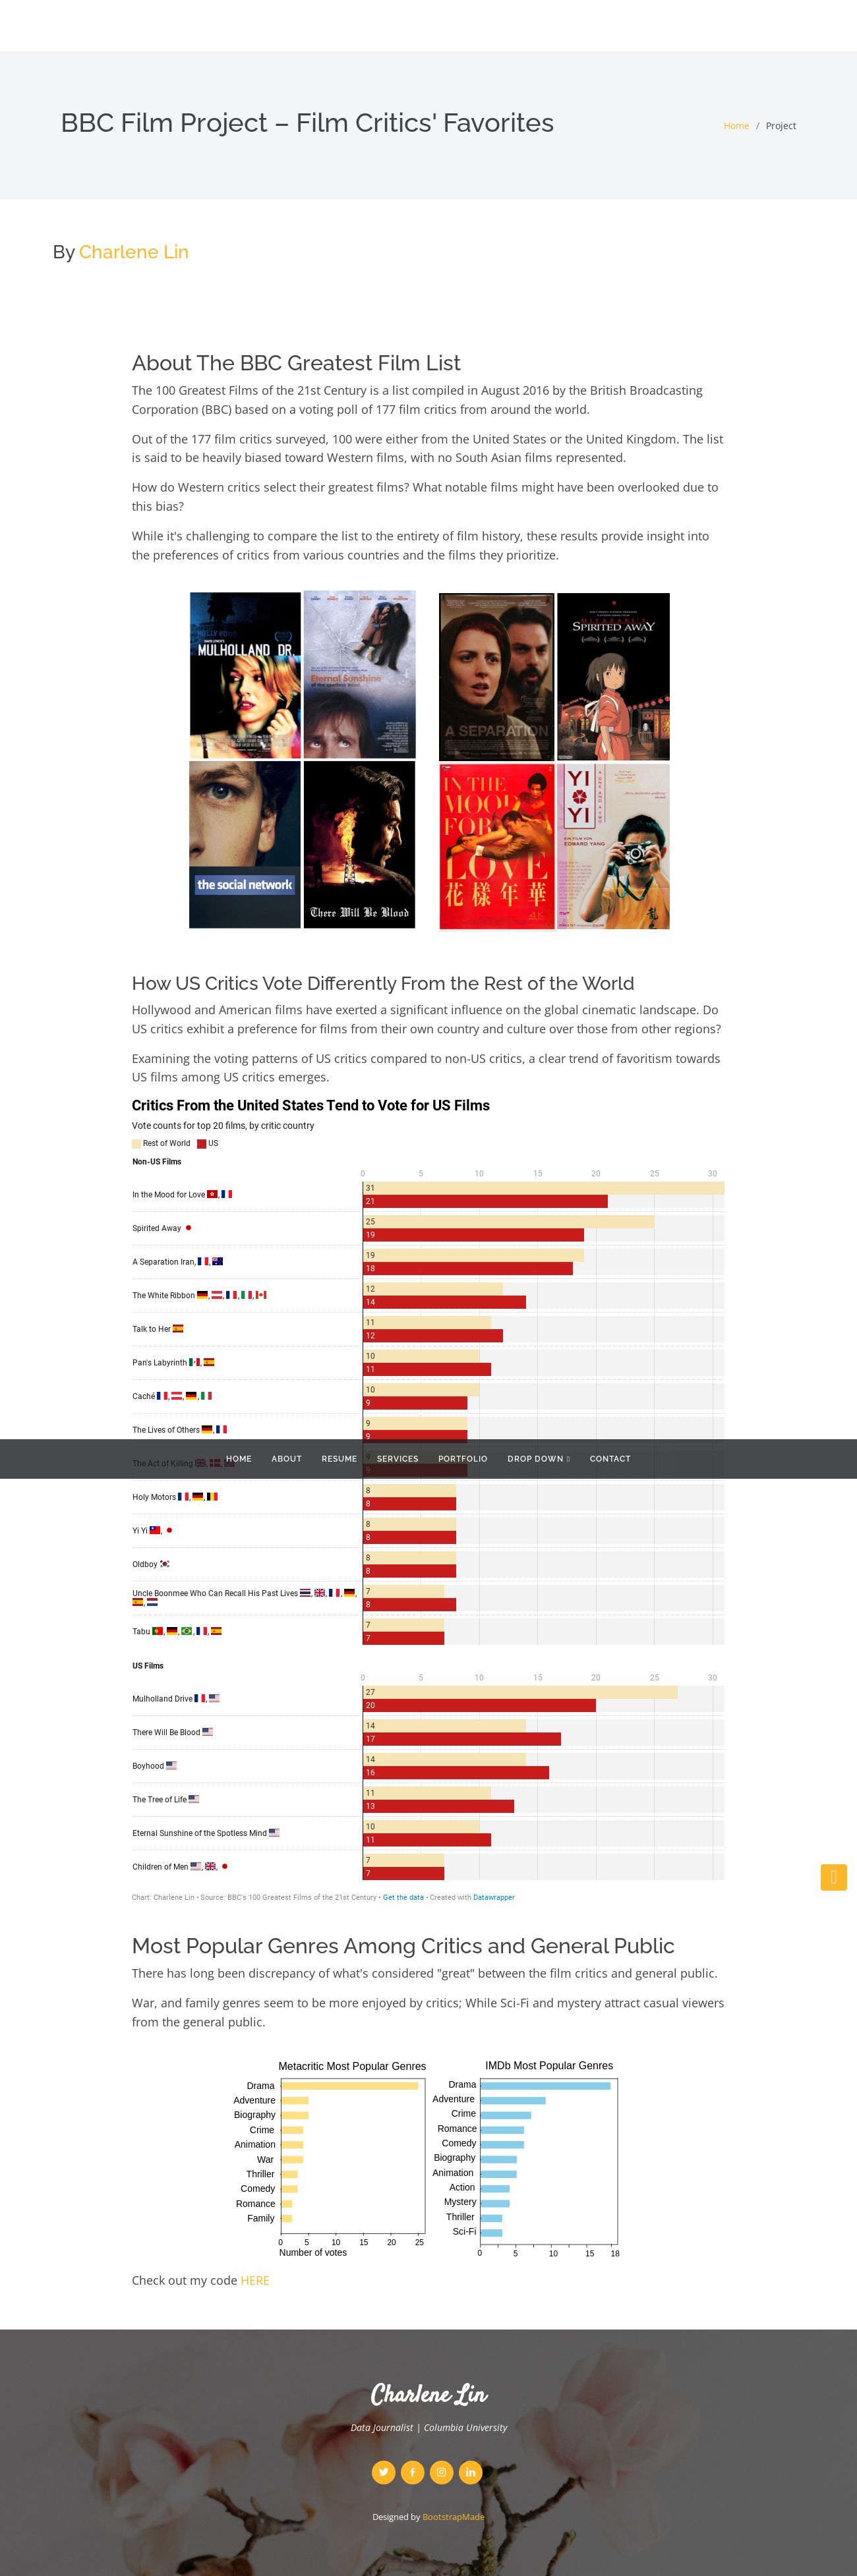 BBC Film Project – Film Critics' Favorites
Home / Project
By Charlene Lin
About The BBC Greatest Film List
The 100 Greatest Films of the 21st Century is a list compiled in August 2016 by the British Broadcasting
Corporation (BBC) based on a voting poll of 177 film critics from around the world.
Out of the 177 film critics surveyed, 100 were either from the United States or the United Kingdom. The list
is said to be heavily biased toward Western films, with no South Asian films represented.
How do Western critics select their greatest films? What notable films might have been overlooked due to
this bias?
While it's challenging to compare the list to the entirety of film history, these results provide insight into
the preferences of critics from various countries and the films they prioritize.
MULHOLLAND DR.
Eternal Sunshine
of the spotless mind
A SEPARATION
MIYAZAKI'S
SPIRITED AWAY
the social network
There Will Be Blood
IN THE
MOOD
FOR
LOVE
花樣年華
YI
YI
EIN FILM VON
EDWARD YANG
How US Critics Vote Differently From the Rest of the World
Hollywood and American films have exerted a significant influence on the global cinematic landscape. Do
US critics exhibit a preference for films from their own country and culture over those from other regions?
Examining the voting patterns of US critics compared to non-US critics, a clear trend of favoritism towards
US films among US critics emerges.
Critics From the United States Tend to Vote for US Films
Vote counts for top 20 films, by critic country
Rest of World US
Non-US Films
0 5 10 15 20 25 30
In the Mood for Love , 31
21
Spirited Away 25
19
A Separation Iran, , 19
18
The White Ribbon , , , , 12
14
Talk to Her 11
12
Pan's Labyrinth , 10
11
Caché , , , 10
9
The Lives of Others , 9
9
HOME ABOUT RESUME SERVICES PORTFOLIO DROP DOWN CONTACT
The Act of Killing , , 9
9
Holy Motors , , 8
8
Yi Yi , 8
8
Oldboy 8
8
Uncle Boonmee Who Can Recall His Past Lives , , , ,
, 7
8
Tabu , , , , 7
7
US Films
0 5 10 15 20 25 30
Mulholland Drive , 27
20
There Will Be Blood 14
17
Boyhood 14
16
The Tree of Life 11
13
Eternal Sunshine of the Spotless Mind 10
11
Children of Men , , 7
7
Chart: Charlene Lin • Source: BBC's 100 Greatest Films of the 21st Century • Get the data • Created with Datawrapper
Most Popular Genres Among Critics and General Public
There has long been discrepancy of what's considered "great" between the film critics and general public.
War, and family genres seem to be more enjoyed by critics; While Sci-Fi and mystery attract casual viewers
from the general public.
Metacritic Most Popular Genres
Drama
Adventure
Biography
Crime
Animation
War
Thriller
Comedy
Romance
Family
0 5 10 15 20 25
Number of votes
IMDb Most Popular Genres
Drama
Adventure
Crime
Romance
Comedy
Biography
Animation
Action
Mystery
Thriller
Sci-Fi
0 5 10 15 18
Check out my code HERE
Charlene Lin
Data Journalist | Columbia University
Designed by BootstrapMade